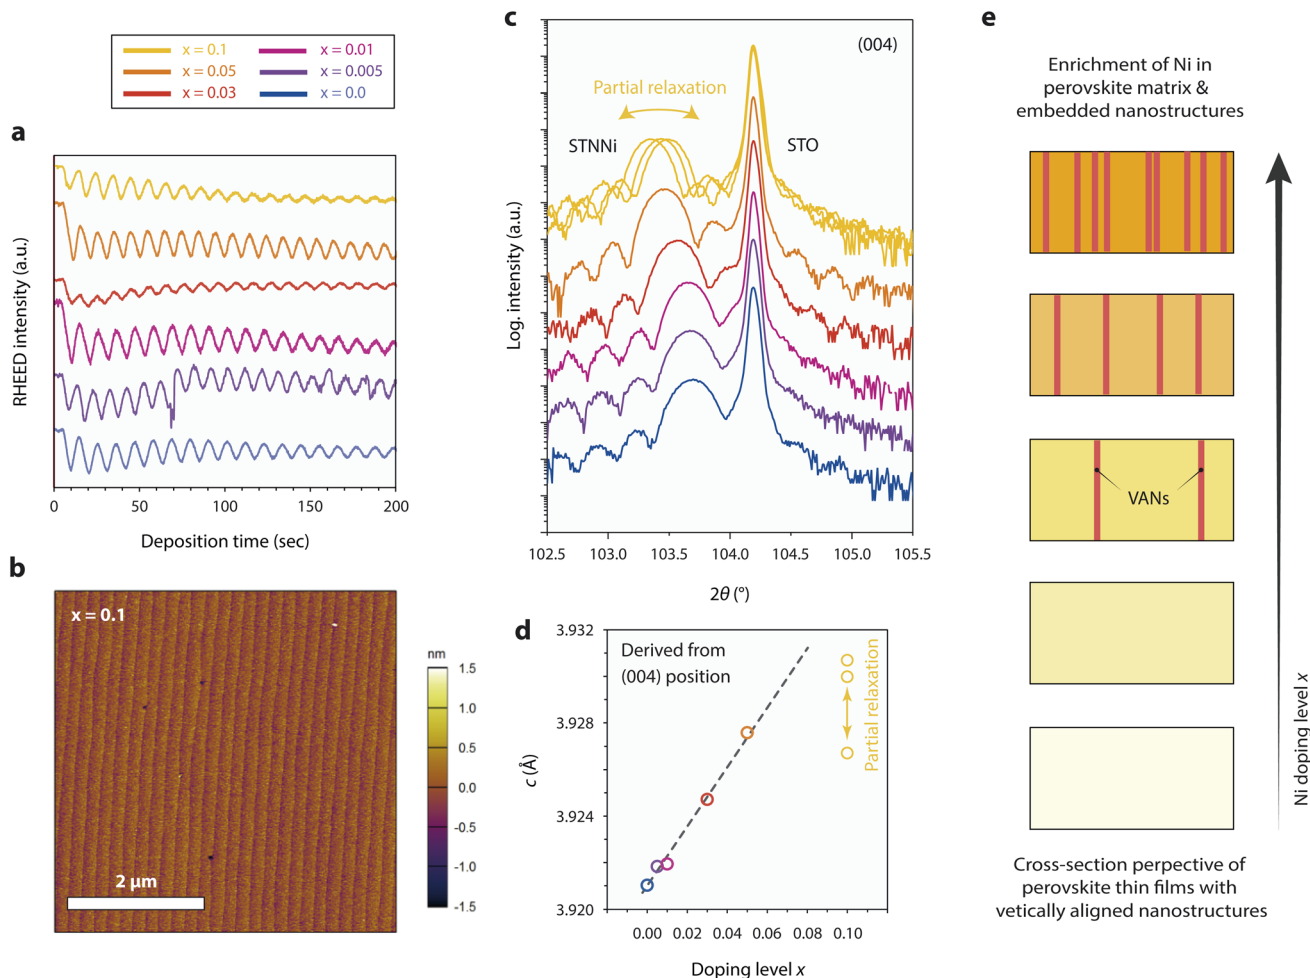 x = 0.1
x = 0.01
x = 0.05
x = 0.005
x = 0.03
x = 0.0
a
RHEED intensity (a.u.)
0
50
100
150
200
Deposition time (sec)
b
x = 0.1
2 μm
nm
1.5
1.0
0.5
0.0
-0.5
-1.0
-1.5
c
(004)
Partial relaxation
STNNi
STO
Log. intensity (a.u.)
102.5
103.0
103.5
104.0
104.5
105.0
105.5
2θ (°)
d
Derived from
(004) position
Partial relaxation
c (Å)
3.932
3.928
3.924
3.920
0.00
0.02
0.04
0.06
0.08
0.10
Doping level x
e
Enrichment of Ni in
perovskite matrix &
embedded nanostructures
VANs
Ni doping level x
Cross-section perpective of
perovskite thin films with
vetically aligned nanostructures